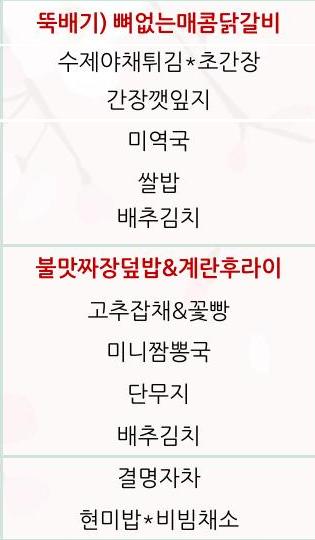 뚝배기) 뼈없는매콤닭갈비
수제야채튀김*초간장
간장깻잎지
미역국
쌀밥
배추김치
불맛짜장덮밥&계란후라이
고추잡채&꽃빵
미니짬뽕국
단무지
배추김치
결명자차
현미밥*비빔채소